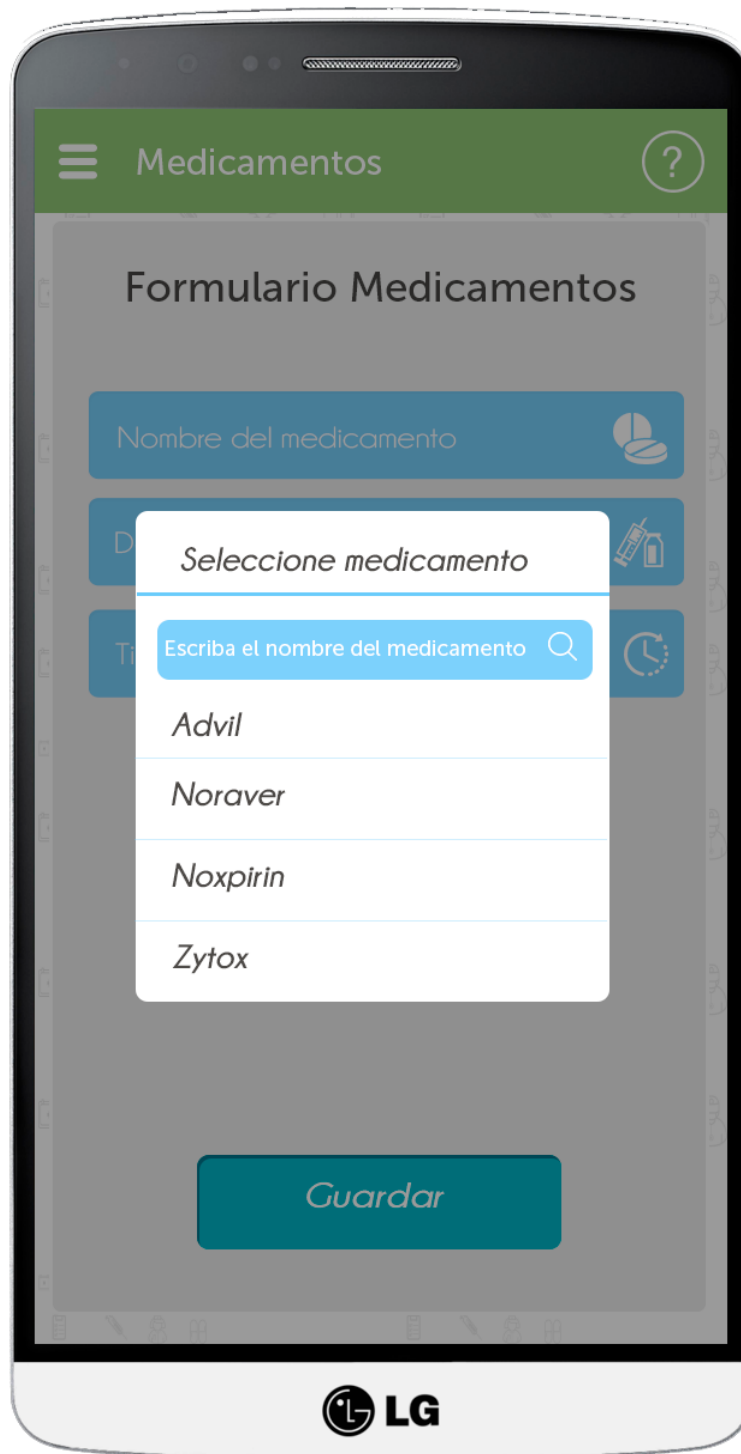 Medicamentos
?
Formulario Medicamentos
Nombre del medicamento
D
Seleccione medicamento
Ti
Escriba el nombre del medicamento
Advil
Noraver
Noxpirin
Zytox
Guardar
LG